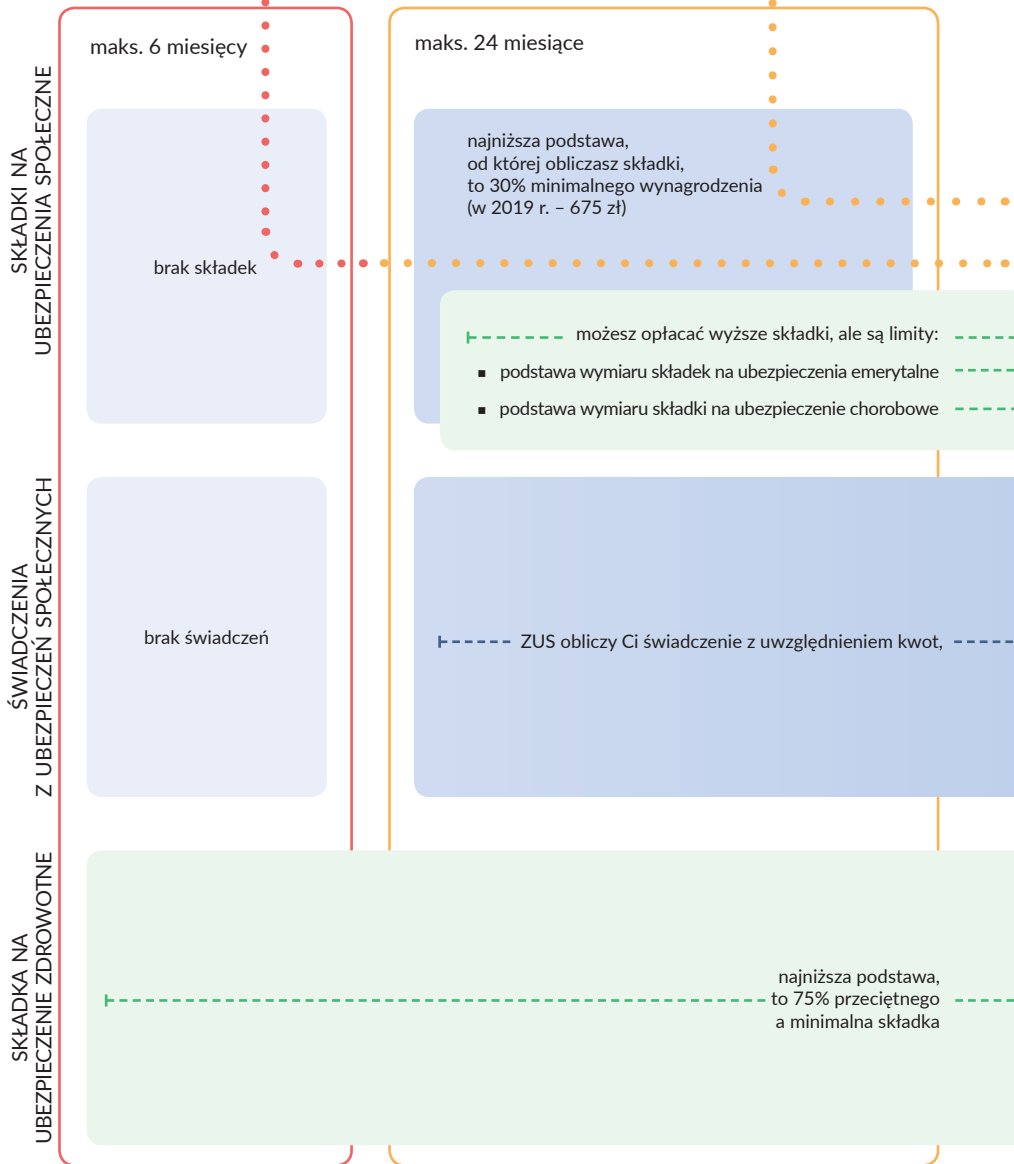 maks. 6 miesięcy
maks. 24 miesiące
SKŁADKI NA
UBEZPIECZENIA SPOŁECZNE
brak składek
najniższa podstawa,
od której obliczasz składki,
to 30% minimalnego wynagrodzenia
(w 2019 r. – 675 zł)
możesz opłacać wyższe składki, ale są limity:
▪ podstawa wymiaru składek na ubezpieczenia emerytalne
▪ podstawa wymiaru składki na ubezpieczenie chorobowe
ŚWIADCZENIA
Z UBEZPIECZEŃ SPOŁECZNYCH
brak świadczeń
ZUS obliczy Ci świadczenie z uwzględnieniem kwot,
SKŁADKA NA
UBEZPIECZENIE ZDROWOTNE
najniższa podstawa,
to 75% przeciętnego
a minimalna składka